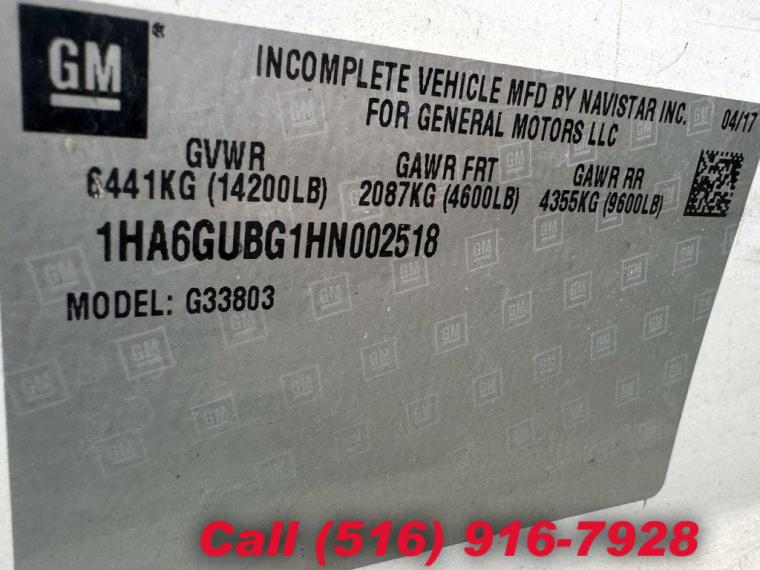 GM
INCOMPLETE VEHICLE MFD BY NAVISTAR INC.
FOR GENERAL MOTORS LLC
04/17
GVWR
6441KG (14200LB)
GAWR FRT
2087KG (4600LB)
GAWR RR
4355KG (9600LB)
1HA6GUBG1HN002518
MODEL: G33803
Call (516) 916-7928